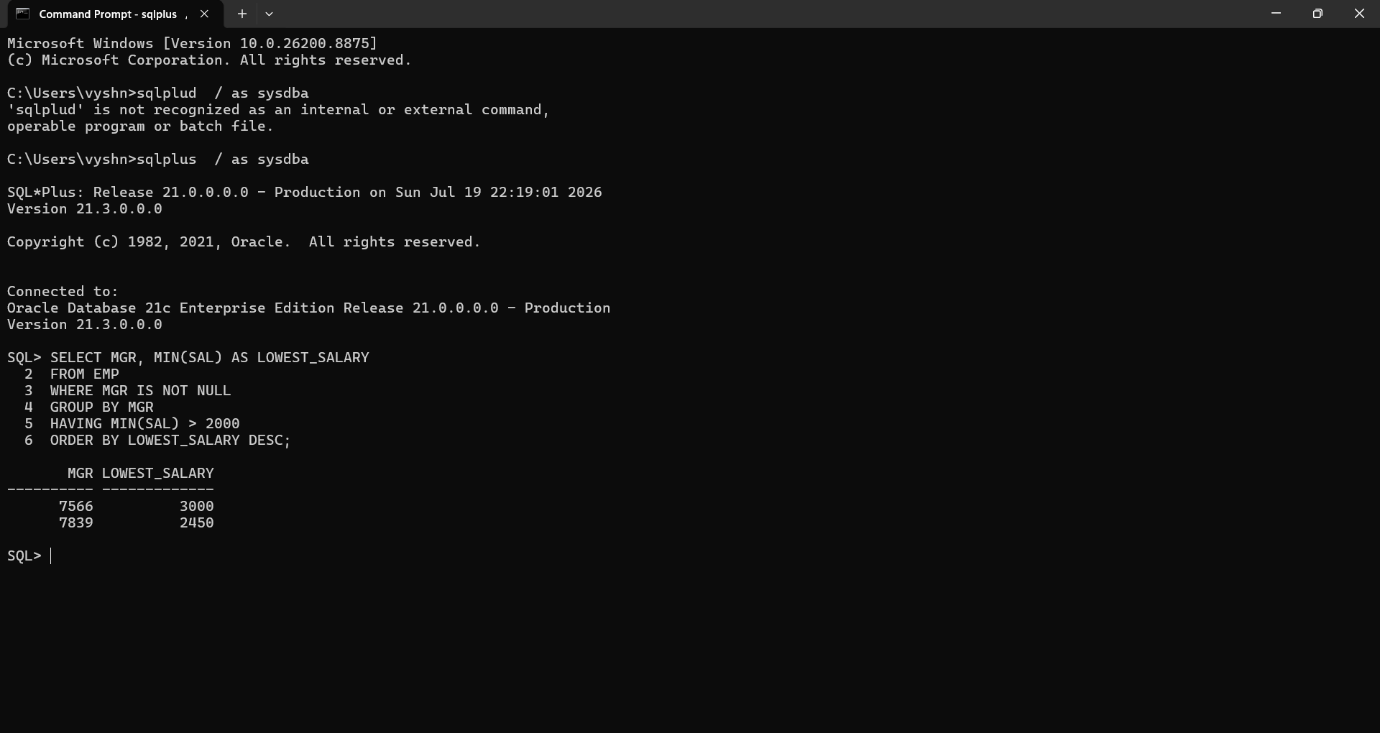 Command Prompt - sqlplus  ,
Microsoft Windows [Version 10.0.26200.8875]
(c) Microsoft Corporation. All rights reserved.
C:\Users\vyshn>sqlplud  / as sysdba
'sqlplud' is not recognized as an internal or external command,
operable program or batch file.
C:\Users\vyshn>sqlplus  / as sysdba
SQL*Plus: Release 21.0.0.0.0 - Production on Sun Jul 19 22:19:01 2026
Version 21.3.0.0.0
Copyright (c) 1982, 2021, Oracle.  All rights reserved.
Connected to:
Oracle Database 21c Enterprise Edition Release 21.0.0.0.0 - Production
Version 21.3.0.0.0
SQL> SELECT MGR, MIN(SAL) AS LOWEST_SALARY
  2  FROM EMP
  3  WHERE MGR IS NOT NULL
  4  GROUP BY MGR
  5  HAVING MIN(SAL) > 2000
  6  ORDER BY LOWEST_SALARY DESC;
       MGR LOWEST_SALARY
---------- -------------
      7566          3000
      7839          2450
SQL>